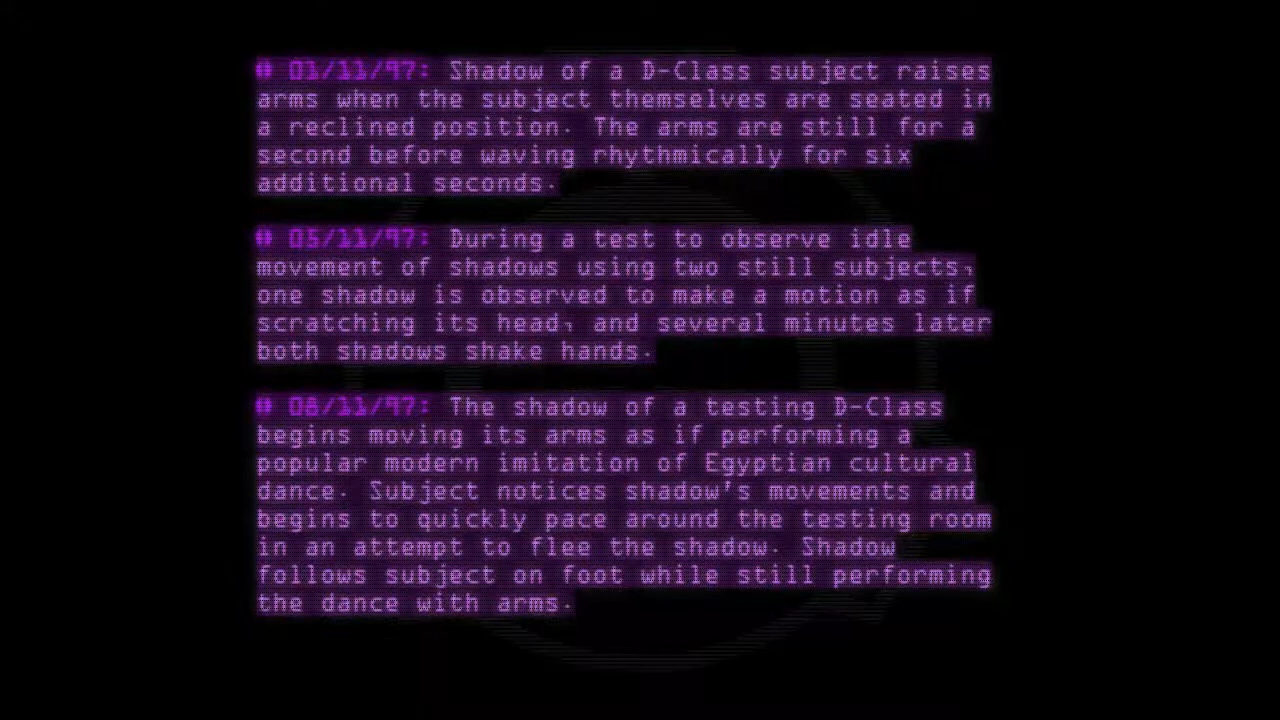 # 01/11/97: Shadow of a D-Class subject raises
arms when the subject themselves are seated in
a reclined position. The arms are still for a
second before waving rhythmically for six
additional seconds.
# 05/11/97: During a test to observe idle
movement of shadows using two still subjects,
one shadow is observed to make a motion as if
scratching its head, and several minutes later
both shadows shake hands.
# 08/11/97: The shadow of a testing D-Class
begins moving its arms as if performing a
popular modern imitation of Egyptian cultural
dance. Subject notices shadow's movements and
begins to quickly pace around the testing room
in an attempt to flee the shadow. Shadow
follows subject on foot while still performing
the dance with arms.